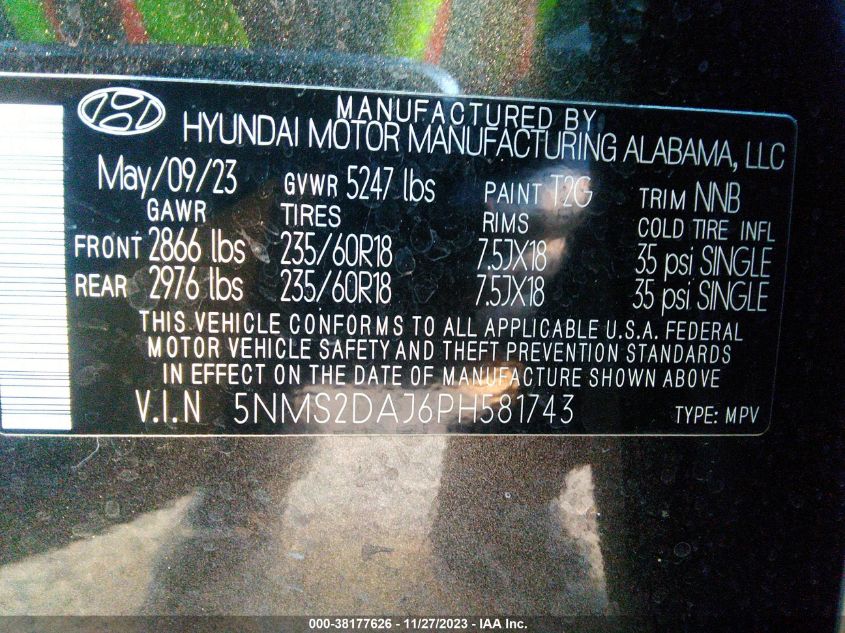 MANUFACTURED BY
HYUNDAI MOTOR MANUFACTURING ALABAMA, LLC
May/09/23 GVWR 5247 lbs PAINT T2G TRIM NNB
GAWR TIRES RIMS COLD TIRE INFL
FRONT 2866 lbs 235/60R18 7.5JX18 35 psi SINGLE
REAR 2976 lbs 235/60R18 7.5JX18 35 psi SINGLE
THIS VEHICLE CONFORMS TO ALL APPLICABLE U.S.A. FEDERAL
MOTOR VEHICLE SAFETY AND THEFT PREVENTION STANDARDS
IN EFFECT ON THE DATE OF MANUFACTURE SHOWN ABOVE
V.I.N 5NMS2DAJ6PH581743 TYPE: MPV
000-38177626 - 11/27/2023 - IAA Inc.